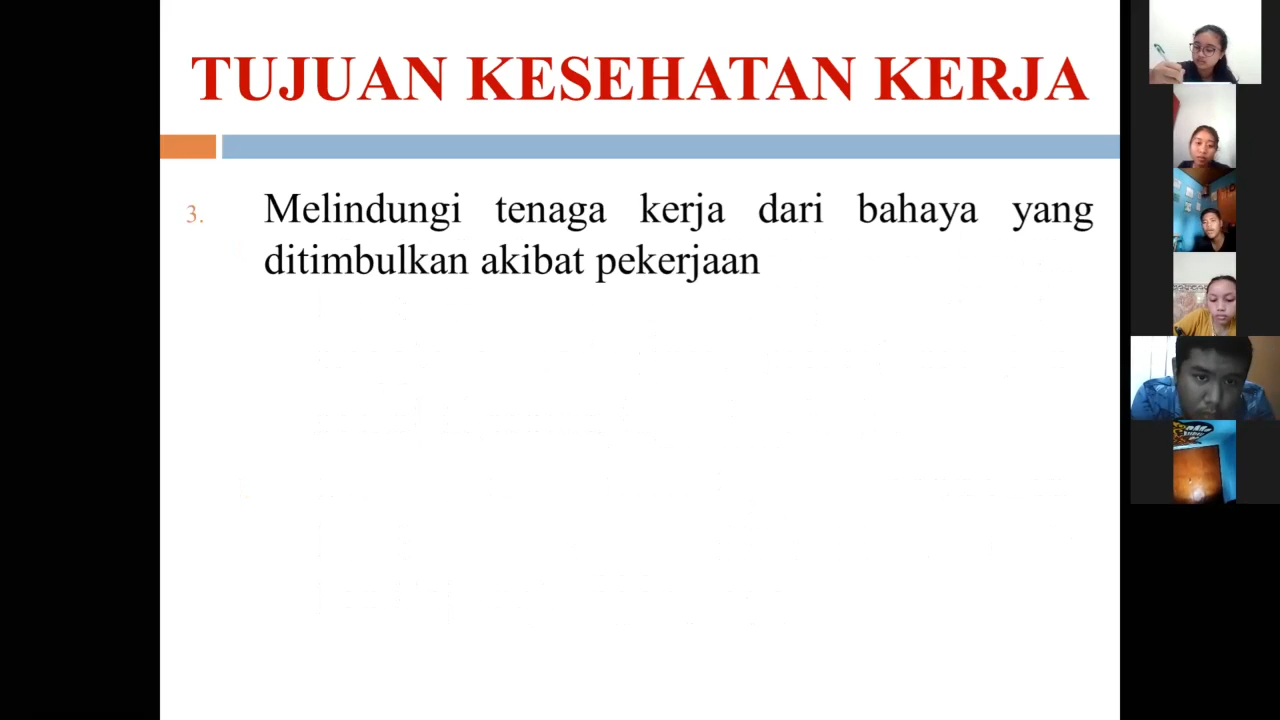 TUJUAN KESEHATAN KERJA
3. Melindungi tenaga kerja dari bahaya yang
ditimbulkan akibat pekerjaan